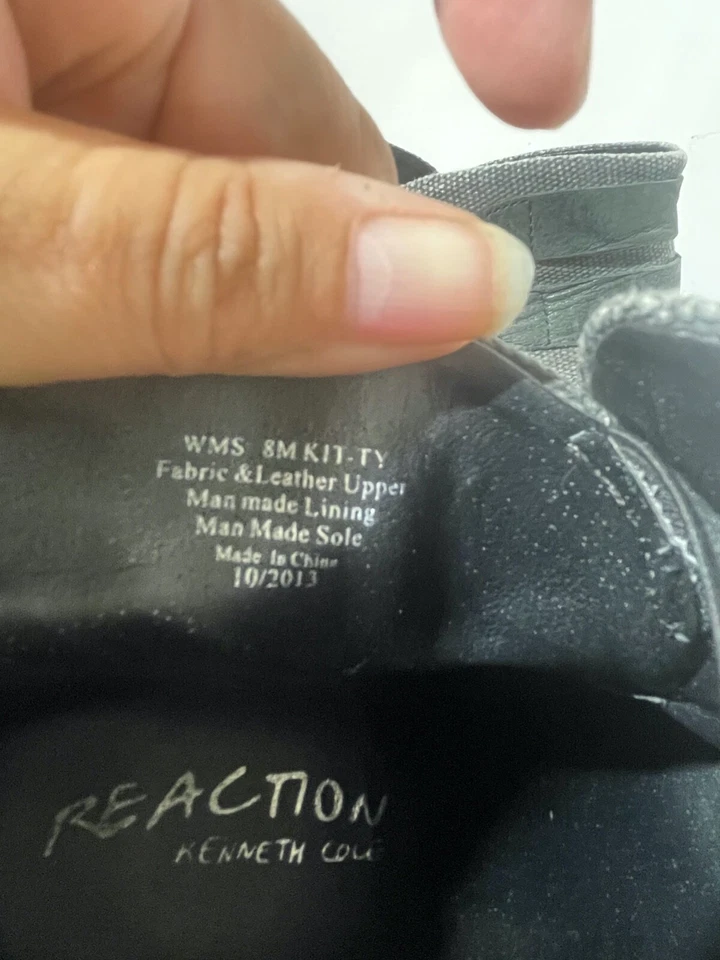 WMS 8M KIT-TY
Fabric &Leather Upper
Man made Lining
Man Made Sole
Made In China
10/2013
REACTION
KENNETH COLE